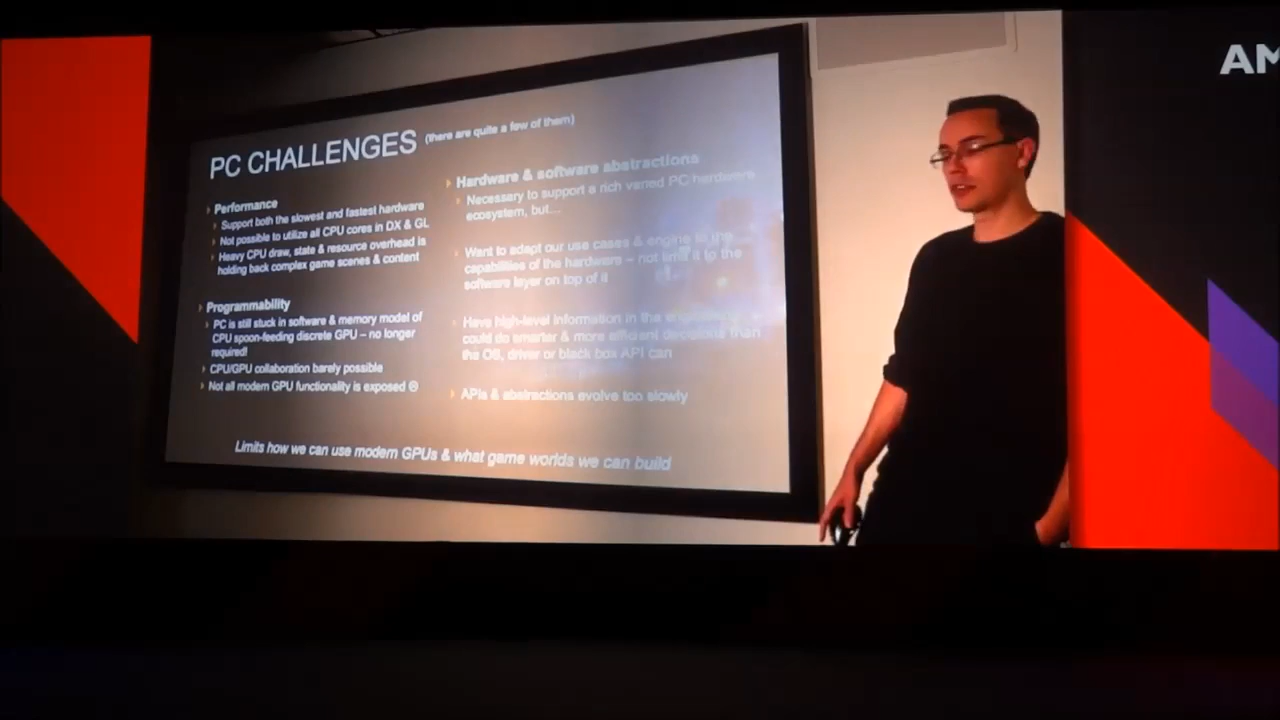 AM
PC CHALLENGES (there are quite a few of them)
Performance
Support both the slowest and fastest hardware
Not possible to utilize all CPU cores in DX & GL
Heavy CPU draw, state & resource overhead is
holding back complex game scenes & content
Programmability
PC is still stuck in software & memory model of
CPU spoon-feeding discrete GPU – no longer
required!
CPU/GPU collaboration barely possible
Not all modern GPU functionality is exposed ☹
Hardware & software abstractions
Necessary to support a rich varied PC hardware
ecosystem, but...
Want to adapt our use cases & engine to the
capabilities of the hardware – not limit it to the
software layer on top of it
Have high-level information in the
could do smarter & more efficient decisions than
the OS, driver or black box API can
APIs & abstractions evolve too slowly
Limits how we can use modern GPUs & what game worlds we can build